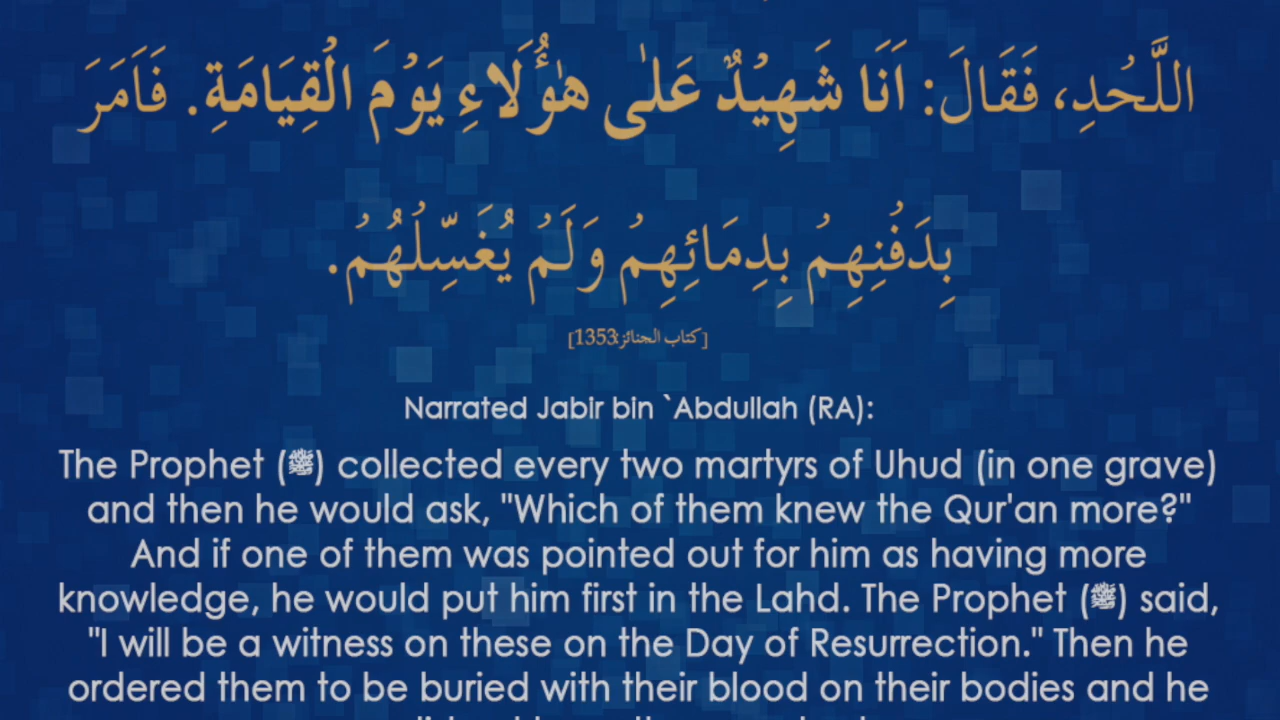 اللَّحْدِ، فَقَالَ: اَنَا شَهِيْدٌ عَلٰى هٰؤُلَاءِ يَوْمَ الْقِيَامَةِ. فَاَمَرَ
بِدَفْنِهِمْ بِدِمَائِهِمْ وَلَمْ يُغَسِّلْهُمْ.
[كتاب الجنائز:1353]
Narrated Jabir bin `Abdullah (RA):
The Prophet (ﷺ) collected every two martyrs of Uhud (in one grave)
and then he would ask, "Which of them knew the Qur'an more?"
And if one of them was pointed out for him as having more
knowledge, he would put him first in the Lahd. The Prophet (ﷺ) said,
"I will be a witness on these on the Day of Resurrection." Then he
ordered them to be buried with their blood on their bodies and he